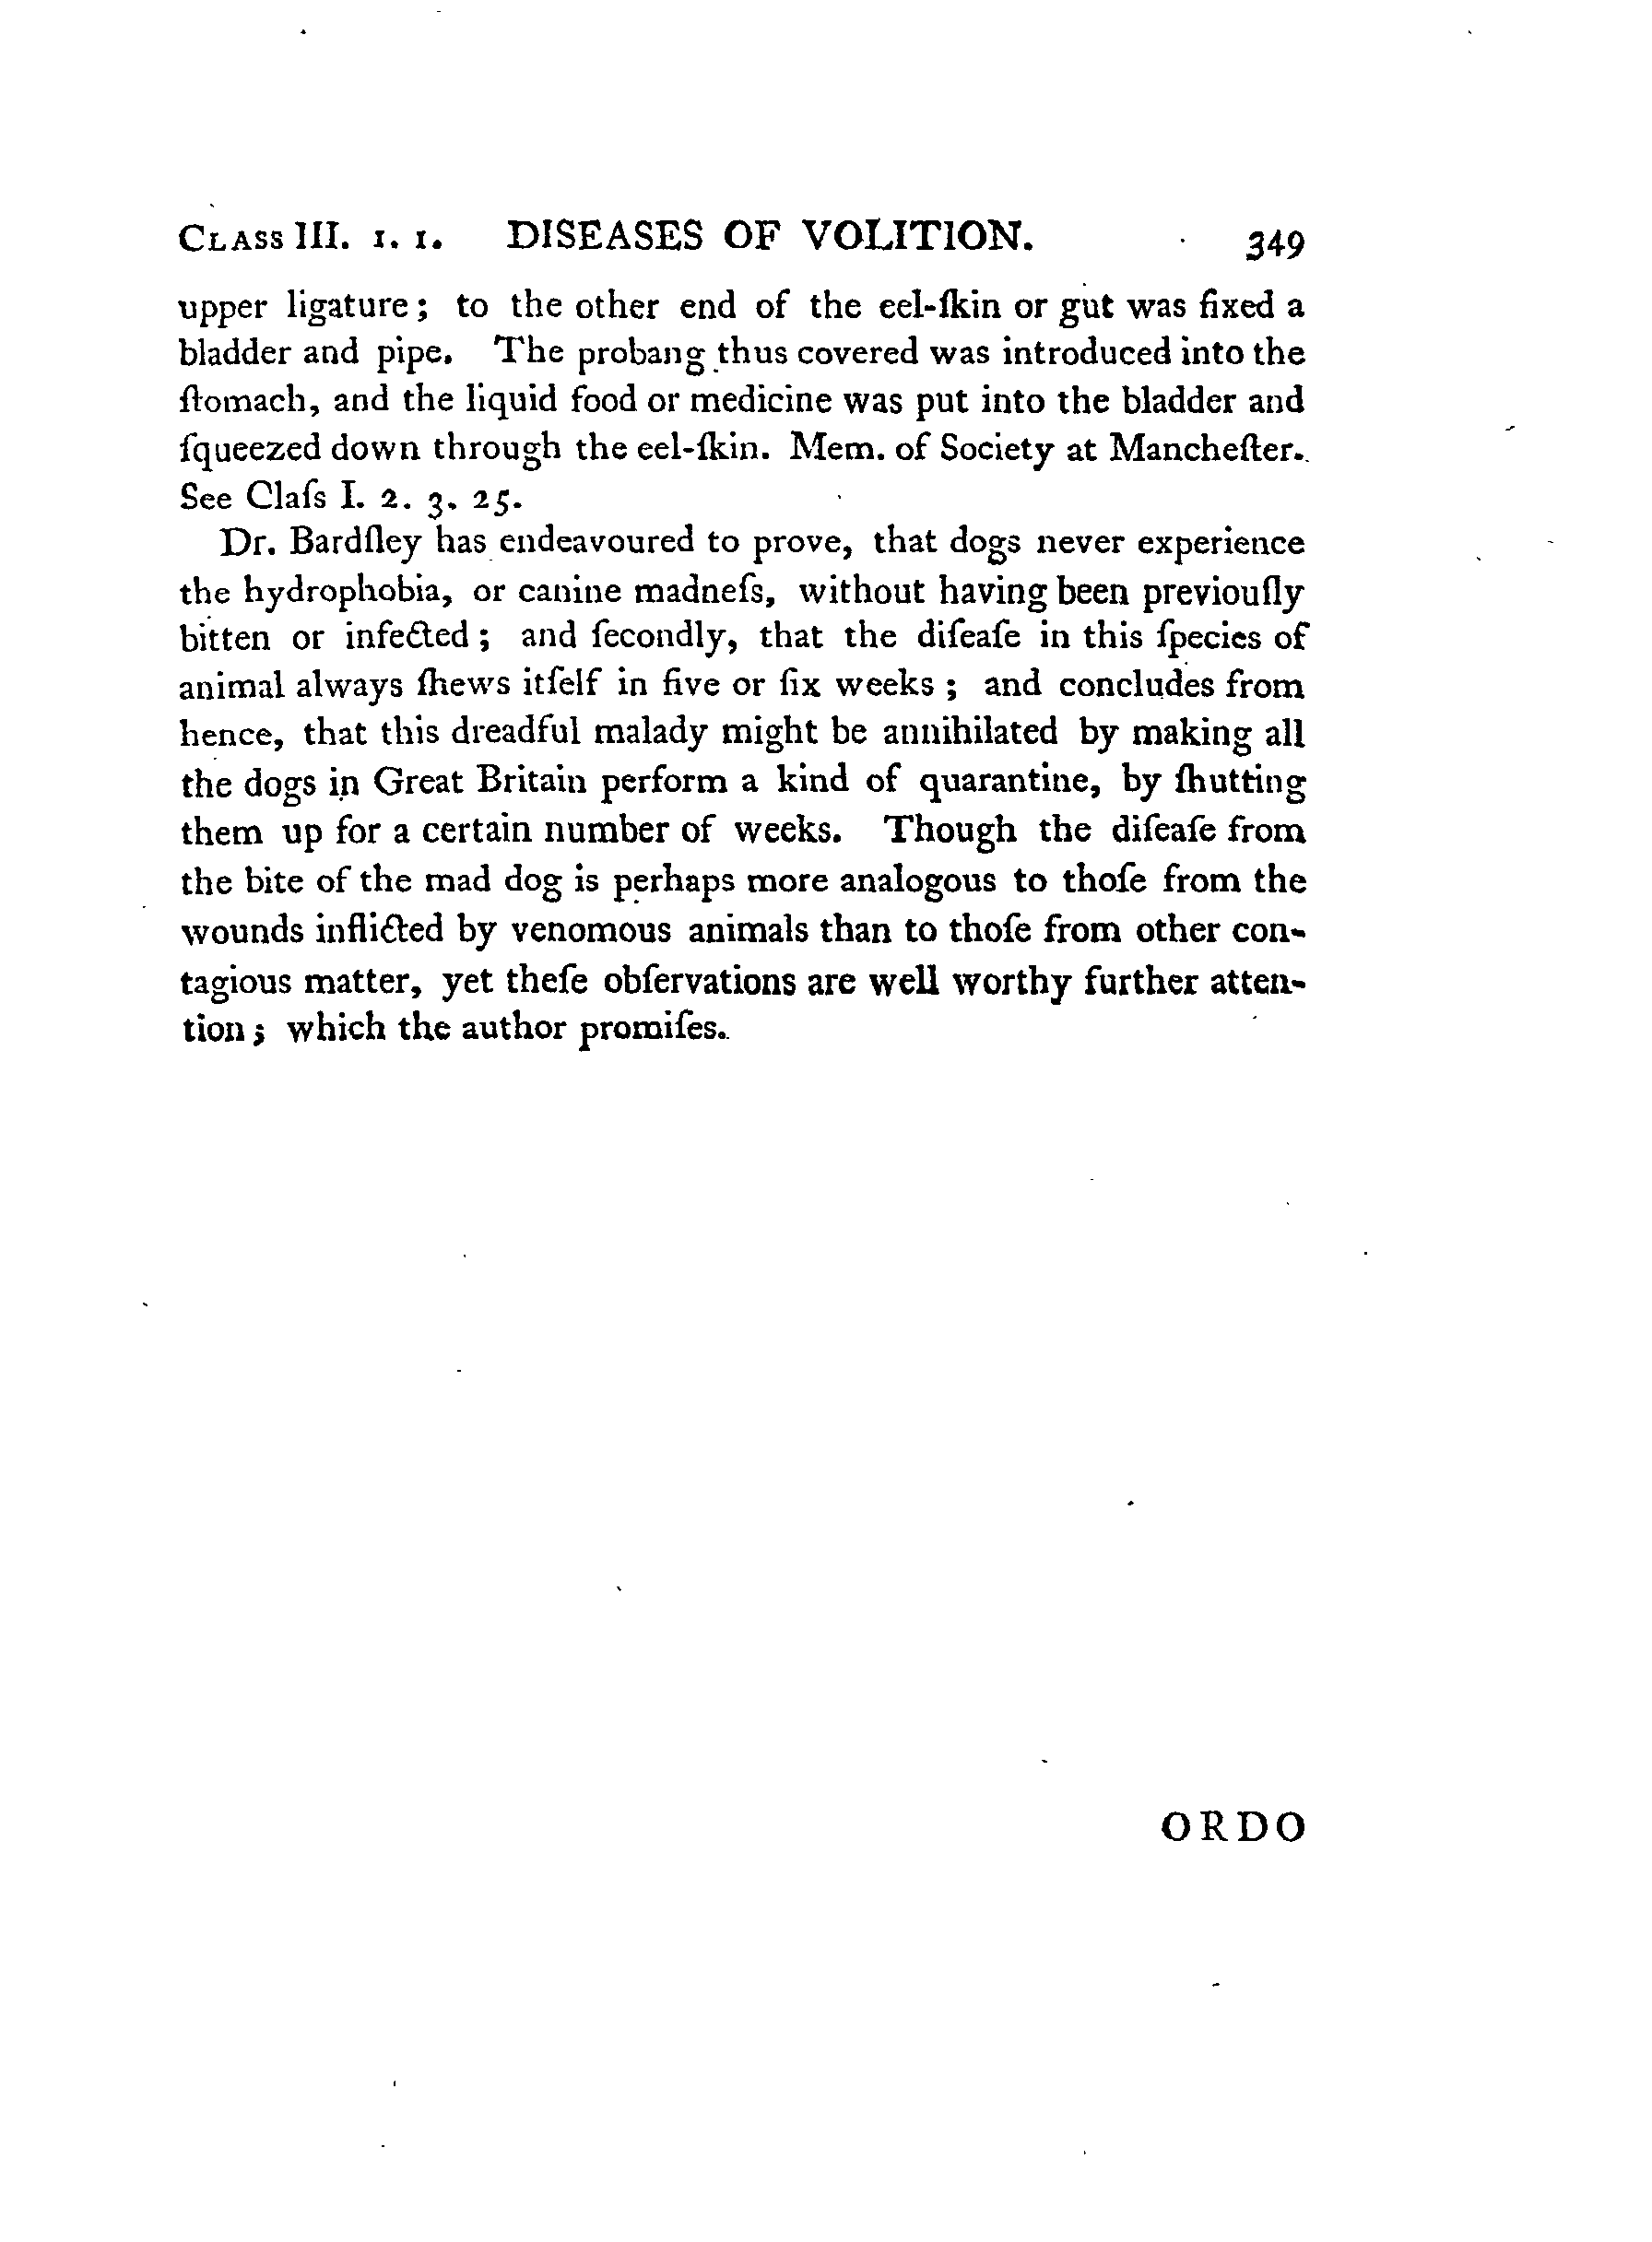 CLASS III. 1. 1. DISEASES OF VOLITION. 349
upper ligature; to the other end of the eel-ſkin or gut was fixed a
bladder and pipe. The probang thus covered was introduced into the
ſtomach, and the liquid food or medicine was put into the bladder and
ſqueezed down through the eel-ſkin. Mem. of Society at Mancheſter.
See Claſs I. 2. 3. 25.
Dr. Bardſley has endeavoured to prove, that dogs never experience
the hydrophobia, or canine madneſs, without having been previouſly
bitten or infected; and ſecondly, that the diſeaſe in this ſpecies of
animal always ſhews itſelf in five or ſix weeks; and concludes from
hence, that this dreadful malady might be annihilated by making all
the dogs in Great Britain perform a kind of quarantine, by ſhutting
them up for a certain number of weeks. Though the diſeaſe from
the bite of the mad dog is perhaps more analogous to thoſe from the
wounds inflicted by venomous animals than to thoſe from other con-
tagious matter, yet theſe obſervations are well worthy further atten-
tion; which the author promiſes.
ORDO